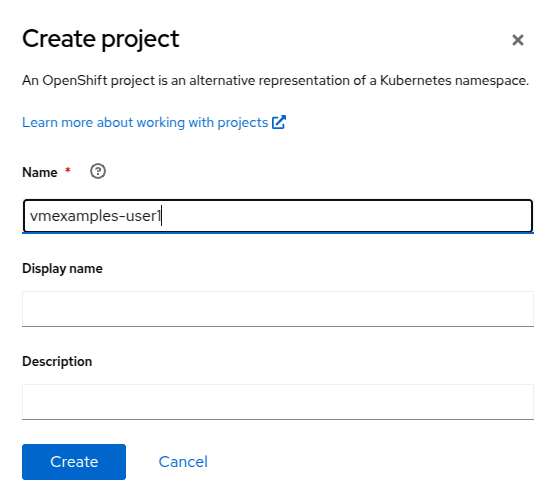 Create project
An OpenShift project is an alternative representation of a Kubernetes namespace.
Learn more about working with projects
Name *
vmexamples-user1
Display name
Description
Create Cancel